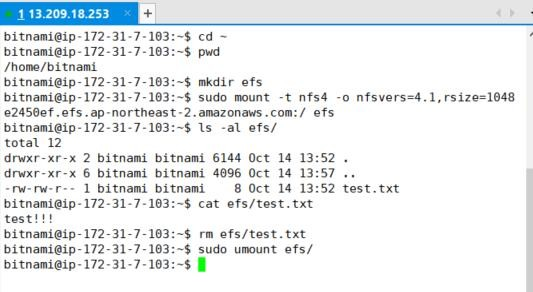 1 13.209.18.253 × +
bitnami@ip-172-31-7-103:~$ cd ~
bitnami@ip-172-31-7-103:~$ pwd
/home/bitnami
bitnami@ip-172-31-7-103:~$ mkdir efs
bitnami@ip-172-31-7-103:~$ sudo mount -t nfs4 -o nfsvers=4.1,rsize=1048
e2450ef.efs.ap-northeast-2.amazonaws.com:/ efs
bitnami@ip-172-31-7-103:~$ ls -al efs/
total 12
drwxr-xr-x 2 bitnami bitnami 6144 Oct 14 13:52 .
drwxr-xr-x 6 bitnami bitnami 4096 Oct 14 13:57 ..
-rw-rw-r-- 1 bitnami bitnami    8 Oct 14 13:52 test.txt
bitnami@ip-172-31-7-103:~$ cat efs/test.txt
test!!!
bitnami@ip-172-31-7-103:~$ rm efs/test.txt
bitnami@ip-172-31-7-103:~$ sudo umount efs/
bitnami@ip-172-31-7-103:~$